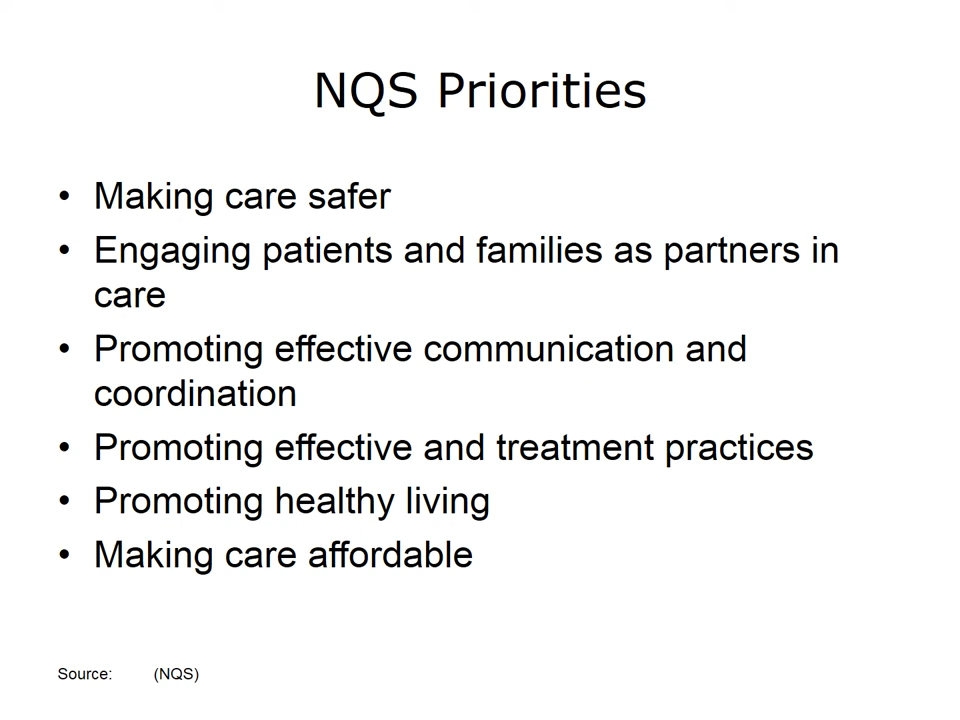 NQS Priorities
• Making care safer
• Engaging patients and families as partners in
care
• Promoting effective communication and
coordination
• Promoting effective and treatment practices
• Promoting healthy living
• Making care affordable
Source: (NQS)